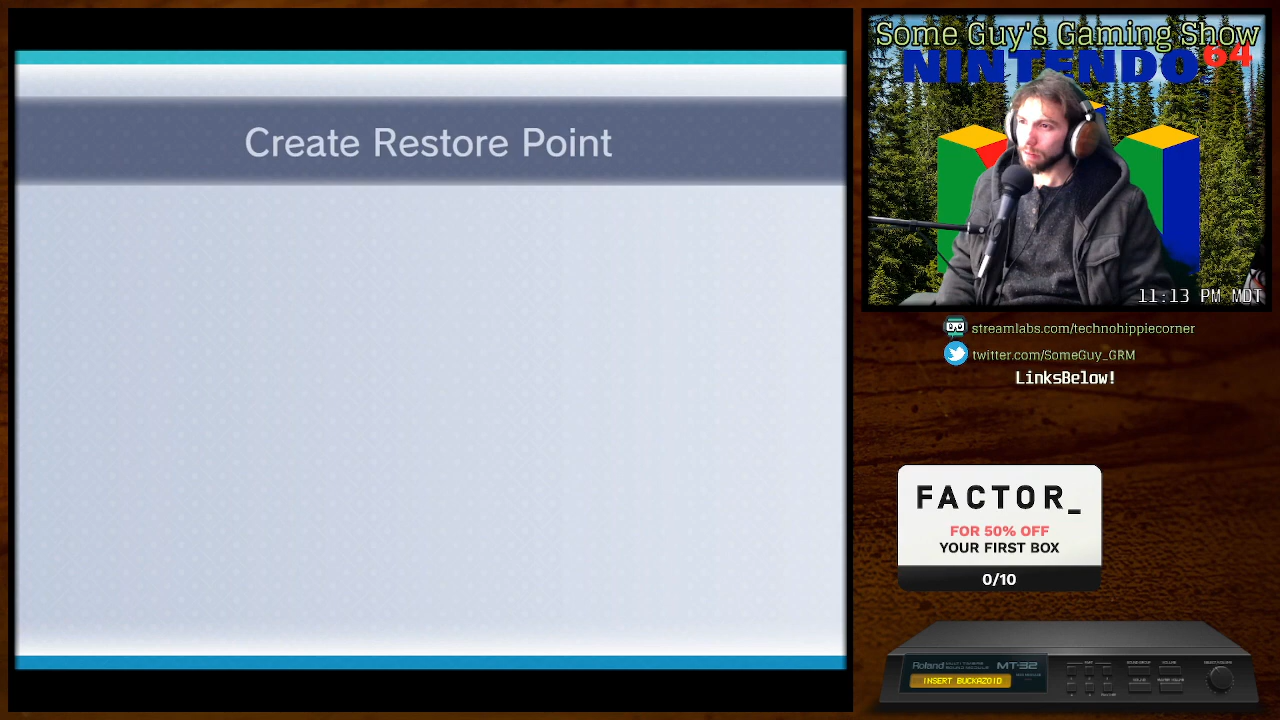 Create Restore Point
Some Guy's Gaming Show
NINTENDO 64
11:13 PM MDT
streamlabs.com/technohippiecorner
twitter.com/SomeGuy_GRM
LinksBelow!
FACTOR_
FOR 50% OFF
YOUR FIRST BOX
0/10
Roland
MT-32
INSERT BUCKAZOID